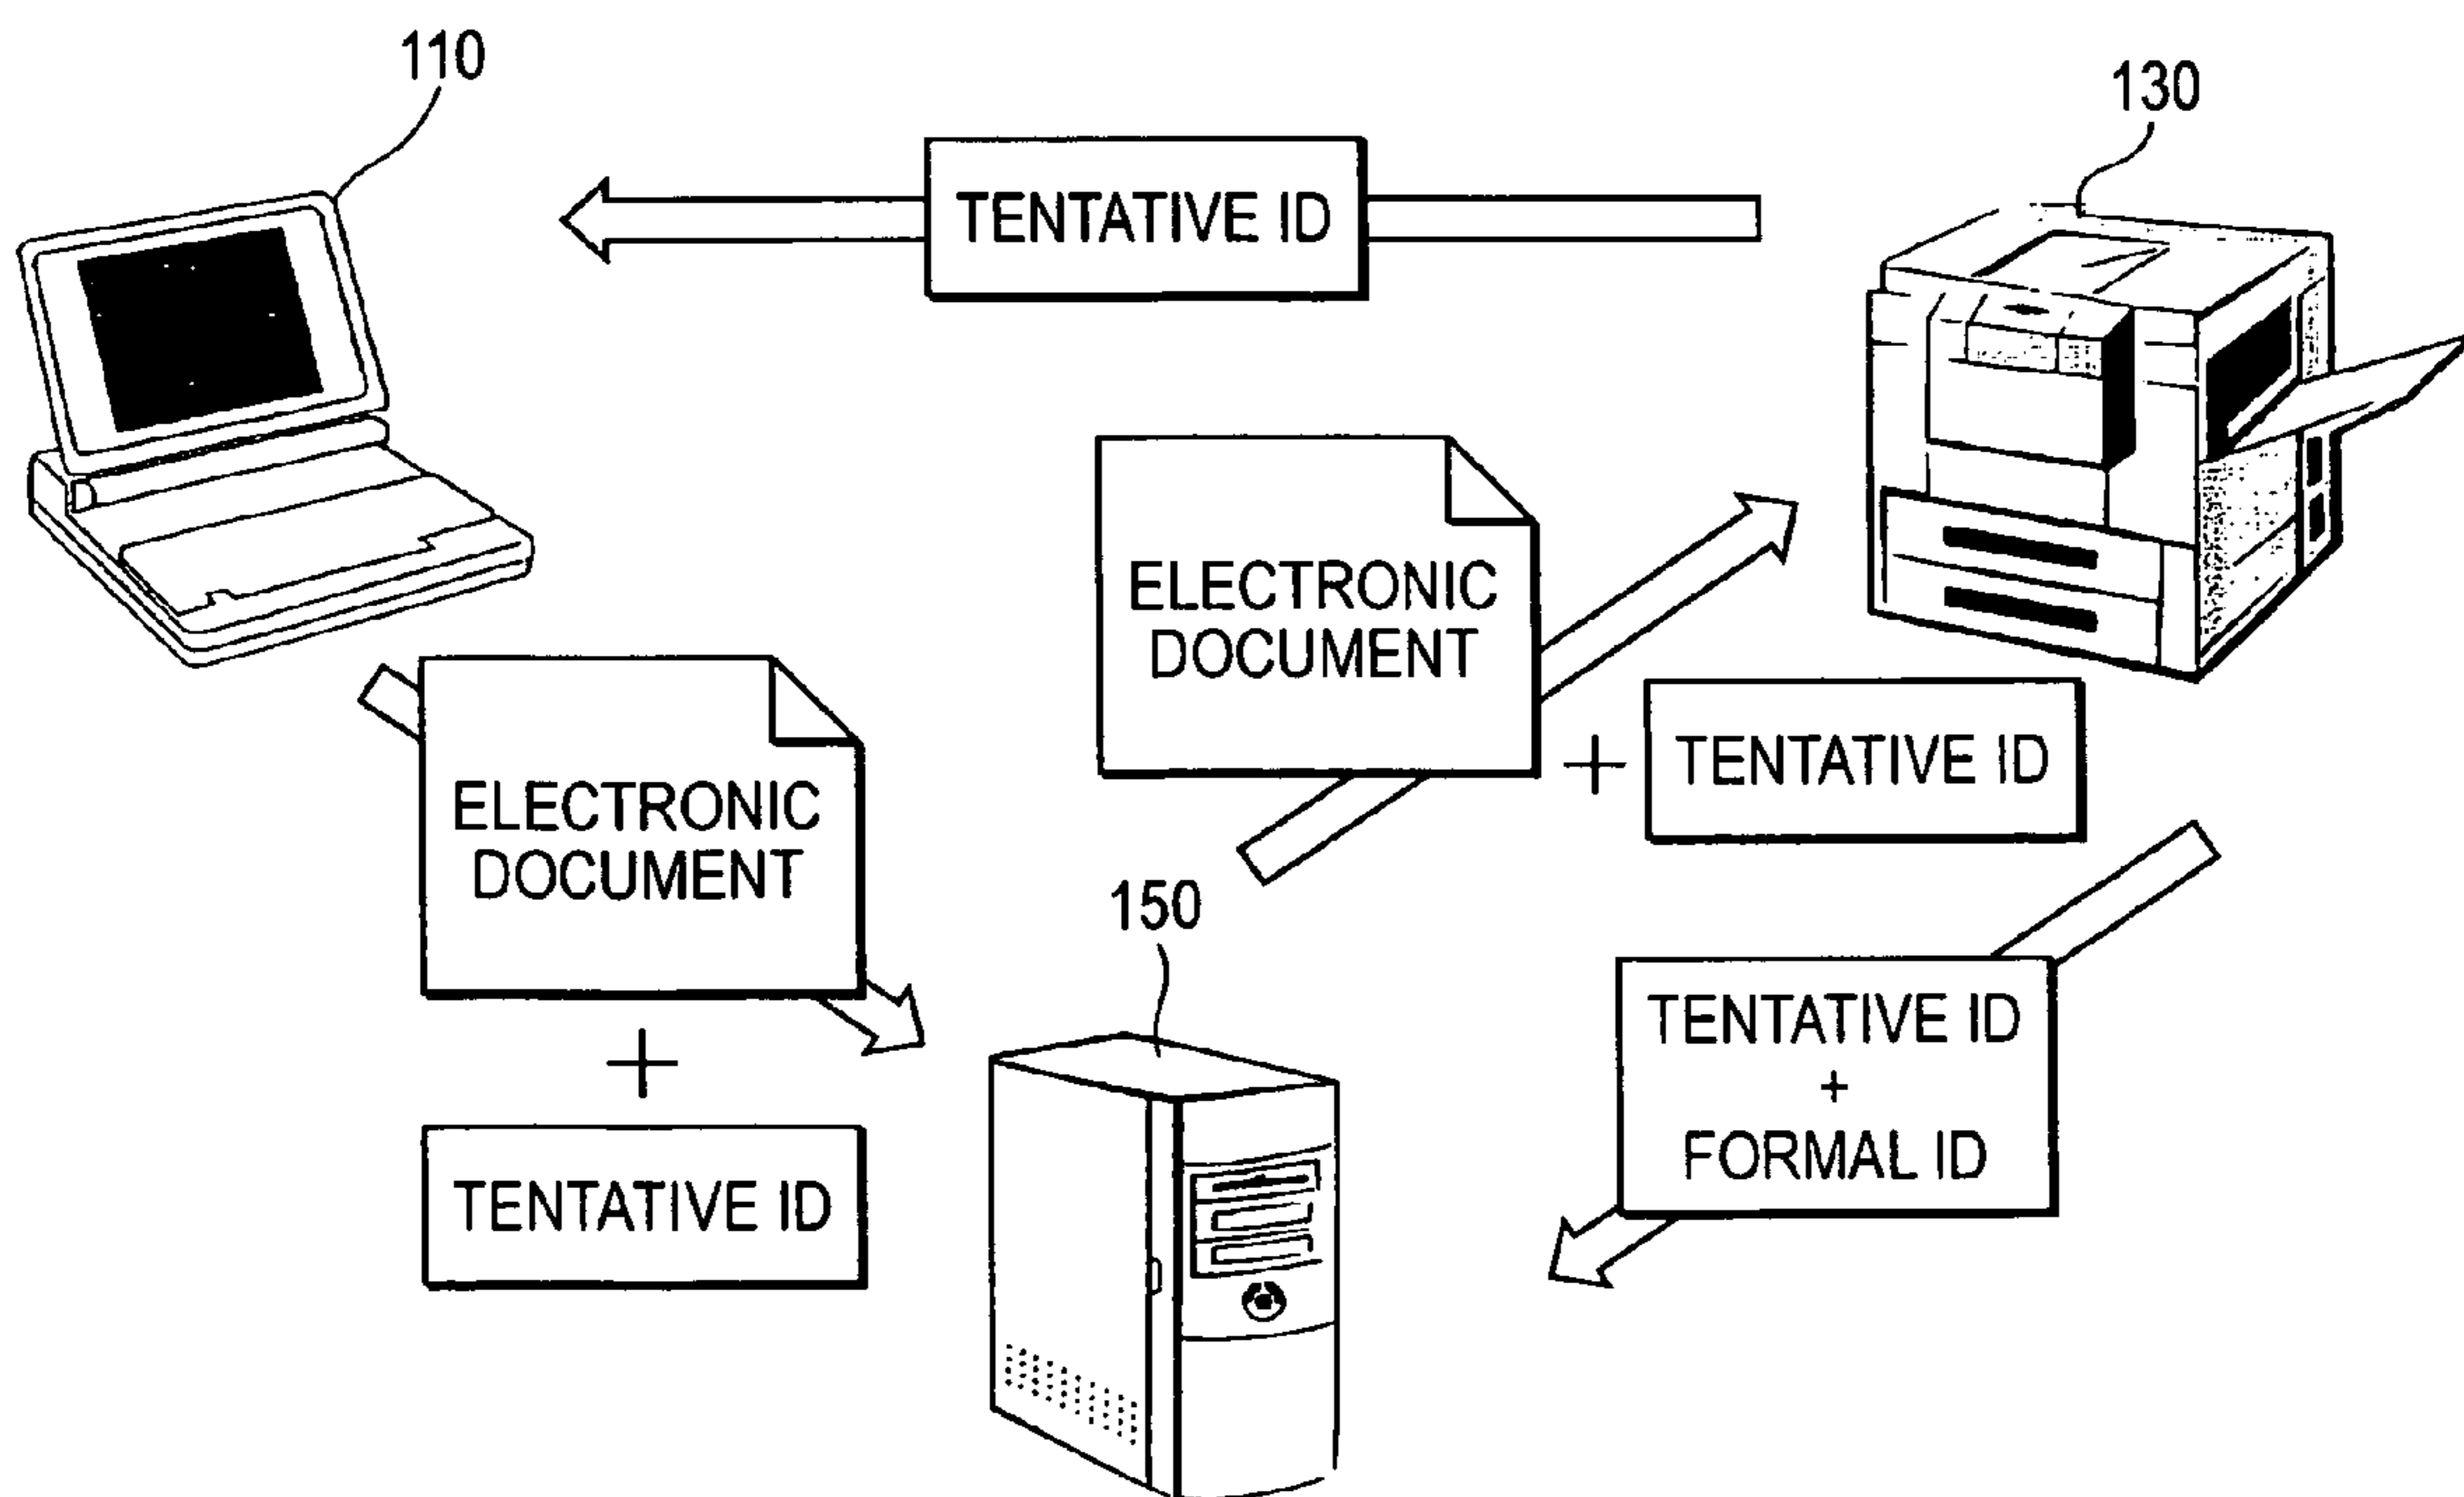 110
130
TENTATIVE ID
ELECTRONIC
DOCUMENT
+
TENTATIVE ID
ELECTRONIC
DOCUMENT
+
TENTATIVE ID
150
TENTATIVE ID
+
FORMAL ID